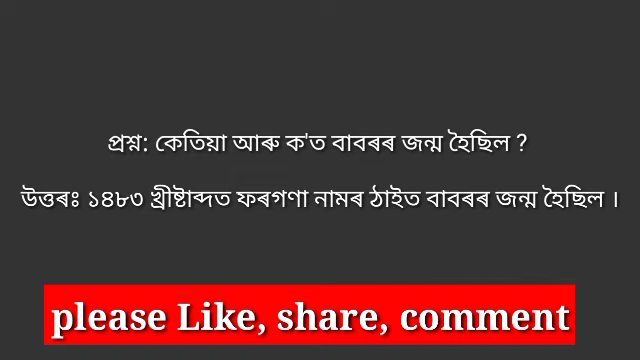 প্ৰশ্ন: কেতিয়া আৰু ক'ত বাবৰৰ জন্ম হৈছিল ?
উত্তৰঃ ১৪৮৩ খ্ৰীষ্টাব্দত ফৰগণা নামৰ ঠাইত বাবৰৰ জন্ম হৈছিল ।
please Like, share, comment